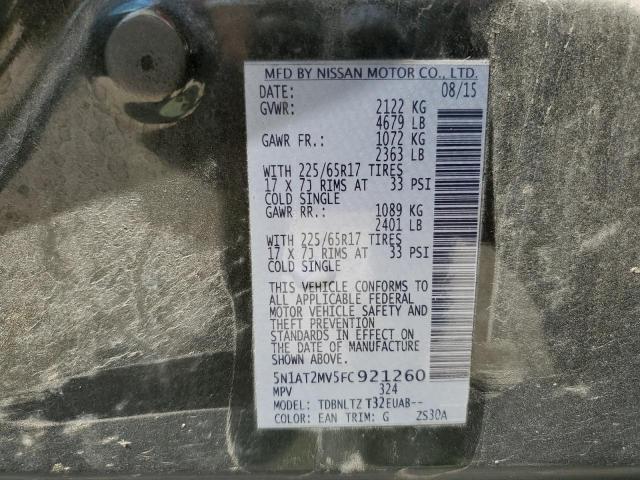 MFD BY NISSAN MOTOR CO., LTD.
DATE: 08/15
GVWR: 2122 KG
4679 LB
GAWR FR.: 1072 KG
2363 LB
WITH 225/65R17 TIRES
17 X 7J RIMS AT 33 PSI
COLD SINGLE
GAWR RR.: 1089 KG
2401 LB
WITH 225/65R17 TIRES
17 X 7J RIMS AT 33 PSI
COLD SINGLE
THIS VEHICLE CONFORMS TO
ALL APPLICABLE FEDERAL
MOTOR VEHICLE SAFETY AND
THEFT PREVENTION
STANDARDS IN EFFECT ON
THE DATE OF MANUFACTURE
SHOWN ABOVE.
5N1AT2MV5FC921260
MPV 324
MODEL: TDBNLTZ T32EUAB--
COLOR: EAN TRIM: G ZS30A